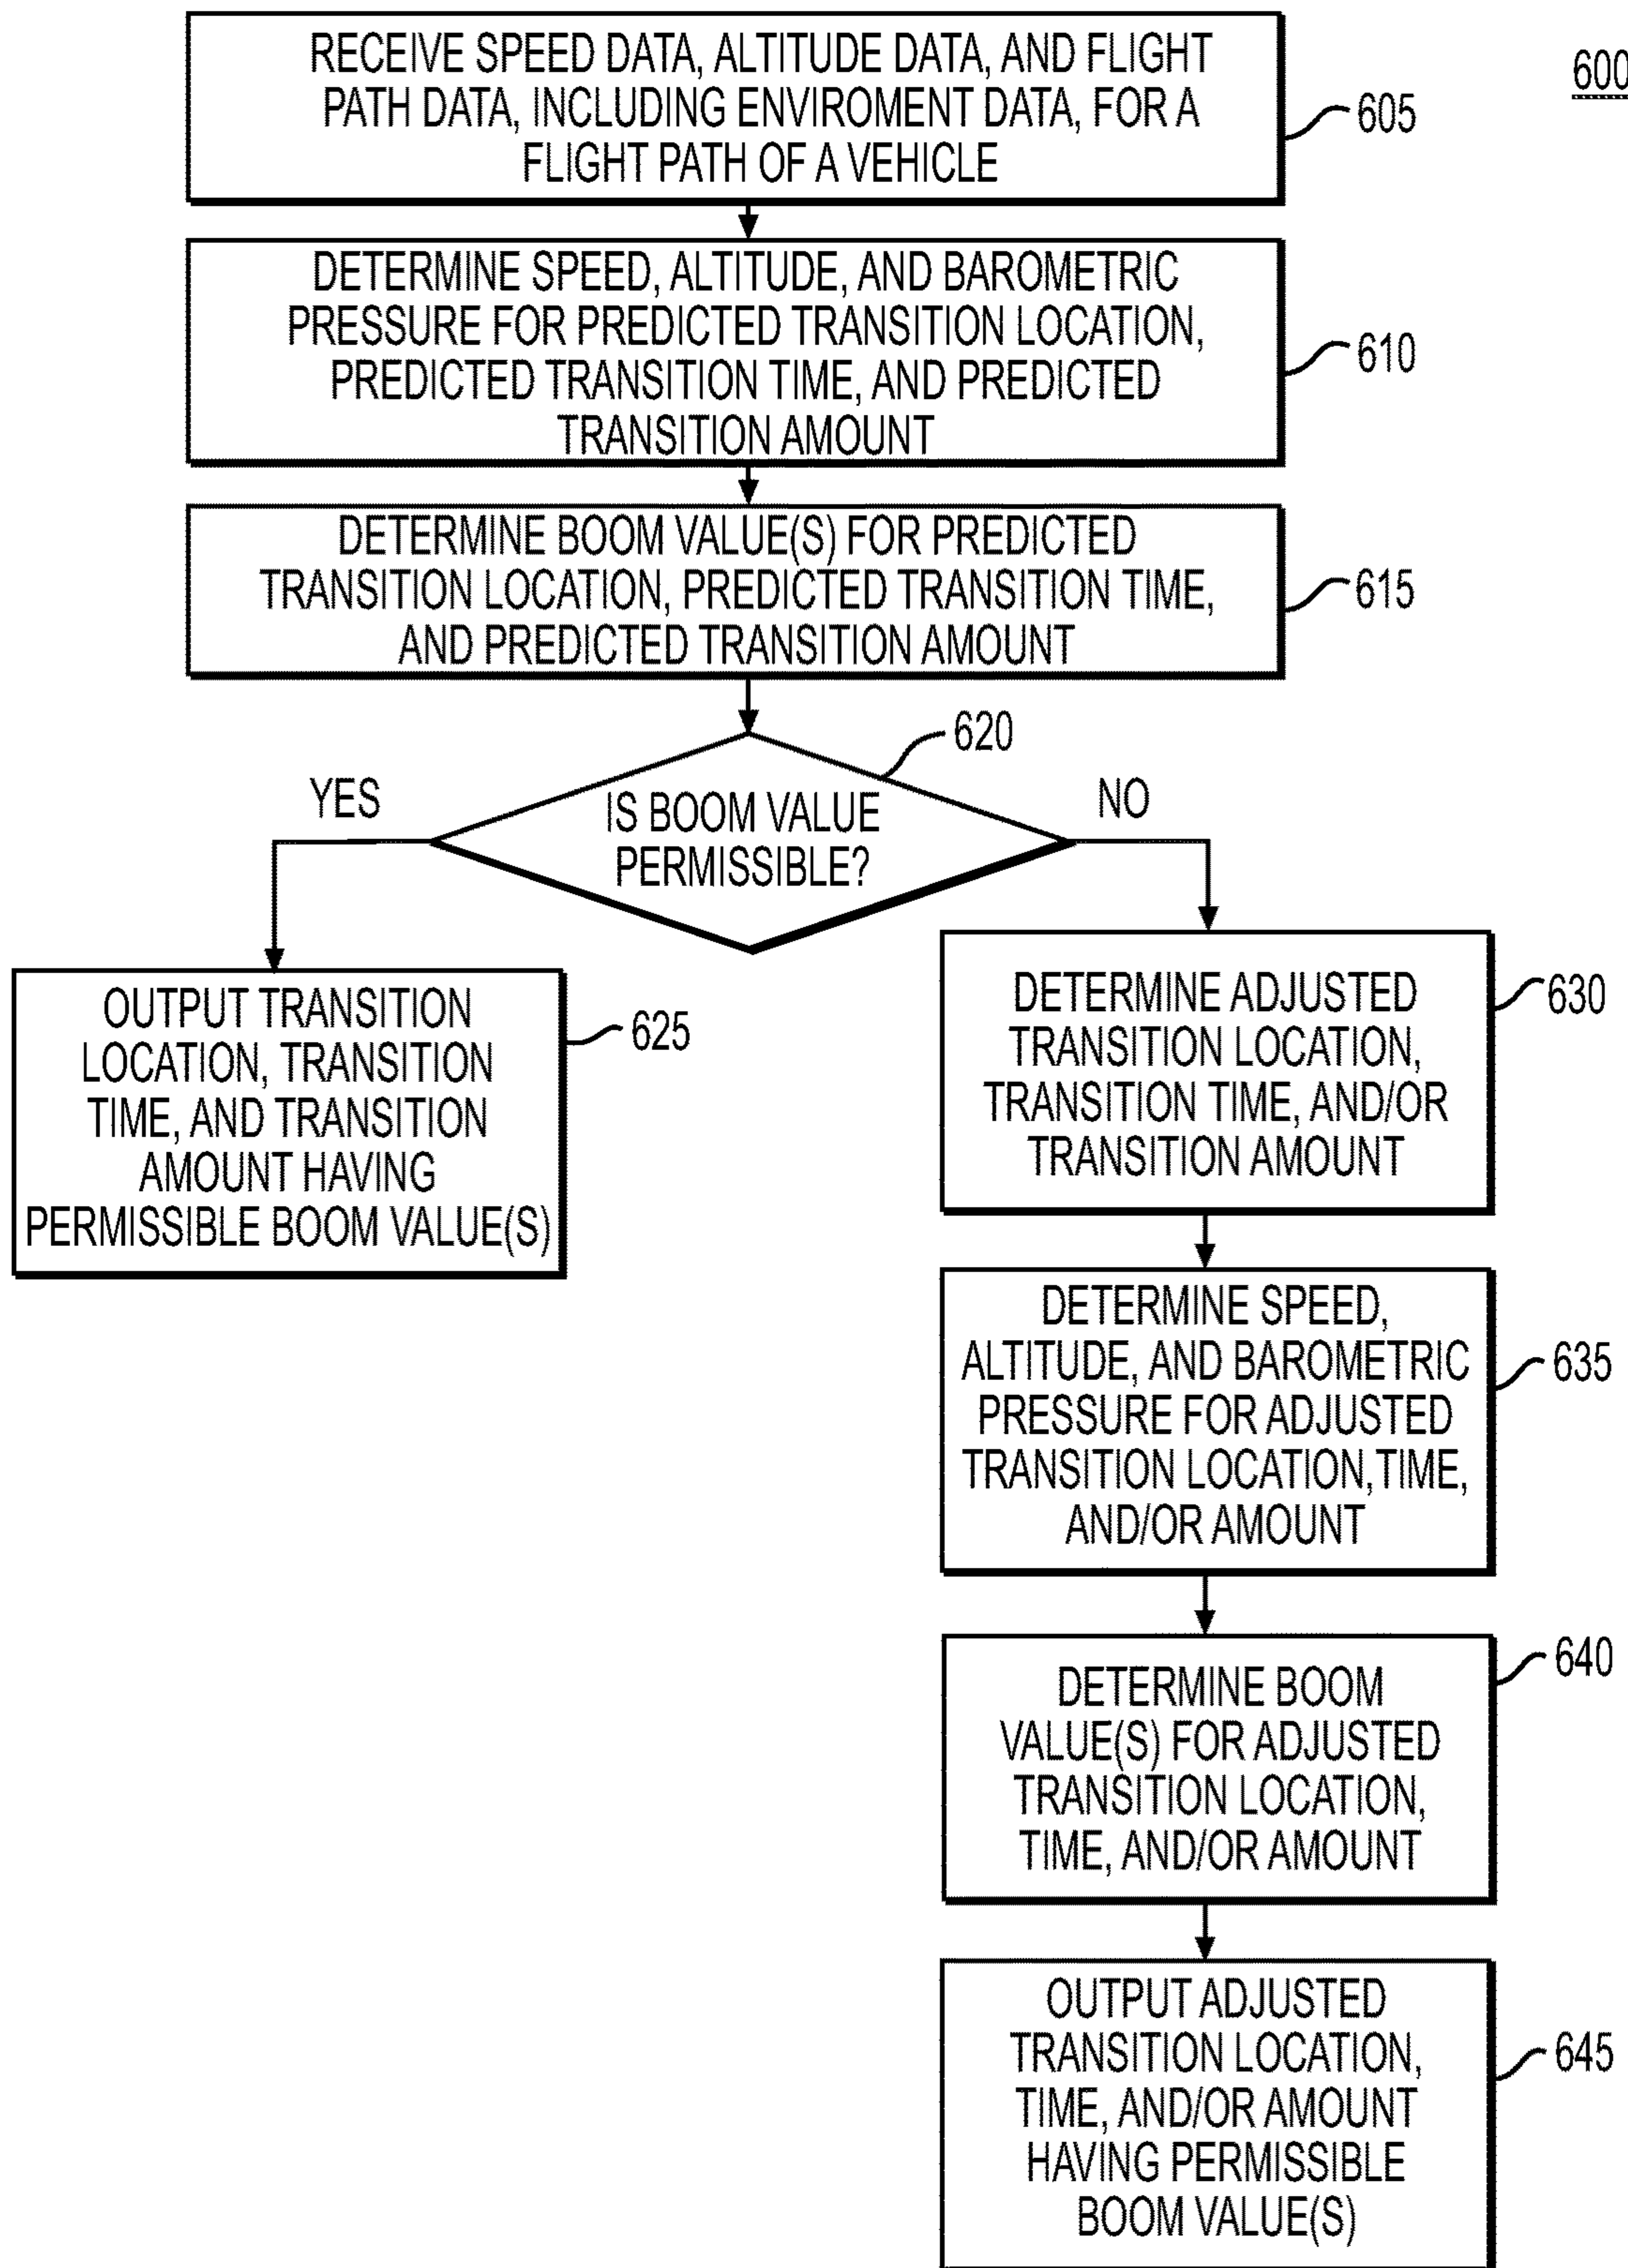 600
RECEIVE SPEED DATA, ALTITUDE DATA, AND FLIGHT
PATH DATA, INCLUDING ENVIROMENT DATA, FOR A
FLIGHT PATH OF A VEHICLE
605
DETERMINE SPEED, ALTITUDE, AND BAROMETRIC
PRESSURE FOR PREDICTED TRANSITION LOCATION,
PREDICTED TRANSITION TIME, AND PREDICTED
TRANSITION AMOUNT
610
DETERMINE BOOM VALUE(S) FOR PREDICTED
TRANSITION LOCATION, PREDICTED TRANSITION TIME,
AND PREDICTED TRANSITION AMOUNT
615
620
YES
IS BOOM VALUE
PERMISSIBLE?
NO
OUTPUT TRANSITION
LOCATION, TRANSITION
TIME, AND TRANSITION
AMOUNT HAVING
PERMISSIBLE BOOM VALUE(S)
625
DETERMINE ADJUSTED
TRANSITION LOCATION,
TRANSITION TIME, AND/OR
TRANSITION AMOUNT
630
DETERMINE SPEED,
ALTITUDE, AND BAROMETRIC
PRESSURE FOR ADJUSTED
TRANSITION LOCATION, TIME,
AND/OR AMOUNT
635
DETERMINE BOOM
VALUE(S) FOR ADJUSTED
TRANSITION LOCATION,
TIME, AND/OR AMOUNT
640
OUTPUT ADJUSTED
TRANSITION LOCATION,
TIME, AND/OR AMOUNT
HAVING PERMISSIBLE
BOOM VALUE(S)
645